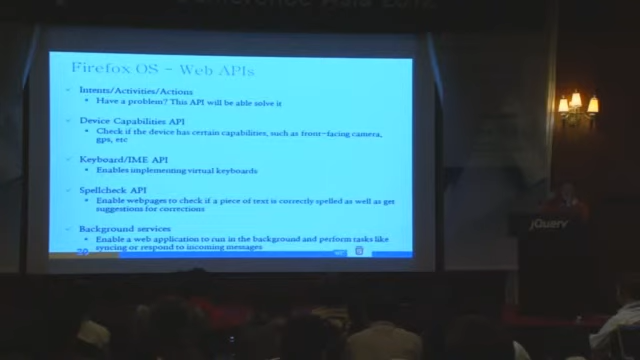 Conference Asia 2012
Firefox OS – Web APIs
✓ Intents/Activities/Actions
• Have a problem? This API will be able solve it
✓ Device Capabilities API
• Check if the device has certain capabilities, such as front-facing camera,
gps, etc
✓ Keyboard/IME API
• Enables implementing virtual keyboards
✓ Spellcheck API
• Enable webpages to check if a piece of text is correctly spelled as well as get
suggestions for corrections
✓ Background services
• Enable a web application to run in the background and perform tasks like
syncing or respond to incoming messages
jQuery